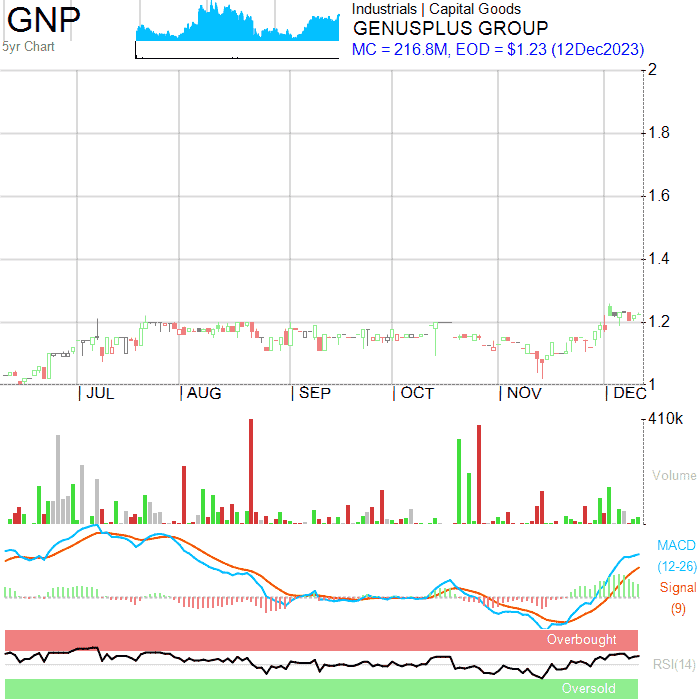 GNP
5yr Chart
Industrials | Capital Goods
GENUSPLUS GROUP
MC = 216.8M, EOD = $1.23 (12Dec2023)
2
1.8
1.6
1.4
1.2
1
JUL AUG SEP OCT NOV DEC
410k
Volume
MACD
(12-26)
Signal
(9)
Overbought
RSI(14)
Oversold